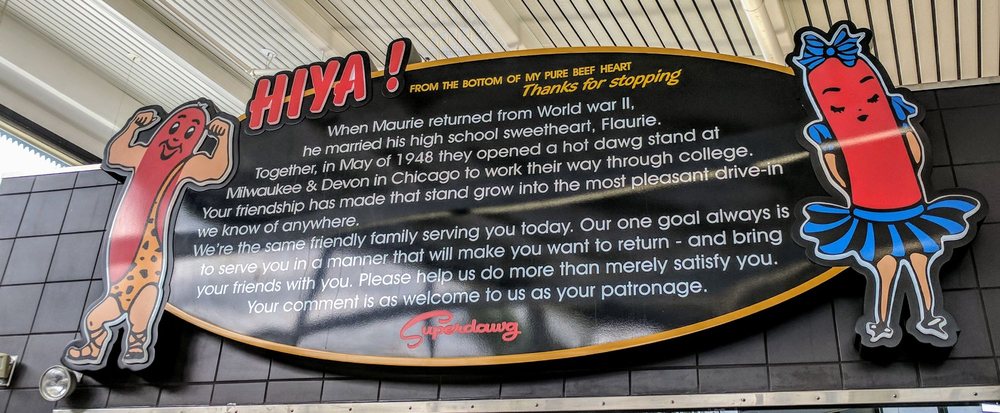 HIYA !
FROM THE BOTTOM OF MY PURE BEEF HEART
Thanks for stopping
When Maurie returned from World war II,
he married his high school sweetheart, Flaurie.
Together, in May of 1948 they opened a hot dawg stand at
Milwaukee & Devon in Chicago to work their way through college.
Your friendship has made that stand grow into the most pleasant drive-in
we know of anywhere.
We're the same friendly family serving you today. Our one goal always is
to serve you in a manner that will make you want to return - and bring
your friends with you. Please help us do more than merely satisfy you.
Your comment is as welcome to us as your patronage.
Superdawg